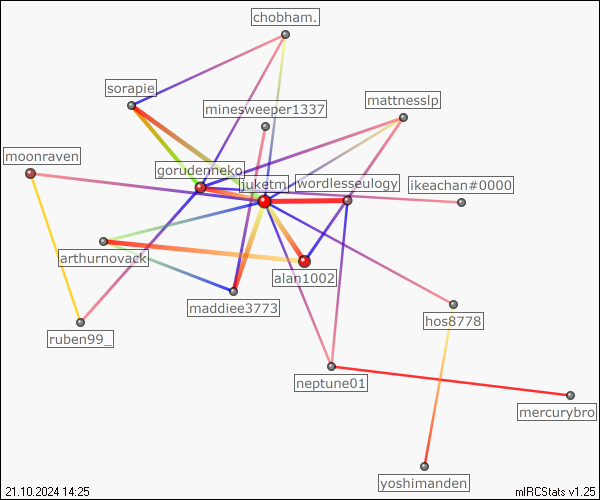 chobham.
sorapie
mattnesslp
minesweeper1337
moonraven
gorudenneko
juketm
wordlesseulogy
ikeachan#0000
arthurnovack
alan1002
maddiee3773
hos8778
ruben99_
neptune01
mercurybro
yoshimanden
21.10.2024 14:25
mIRCStats v1.25